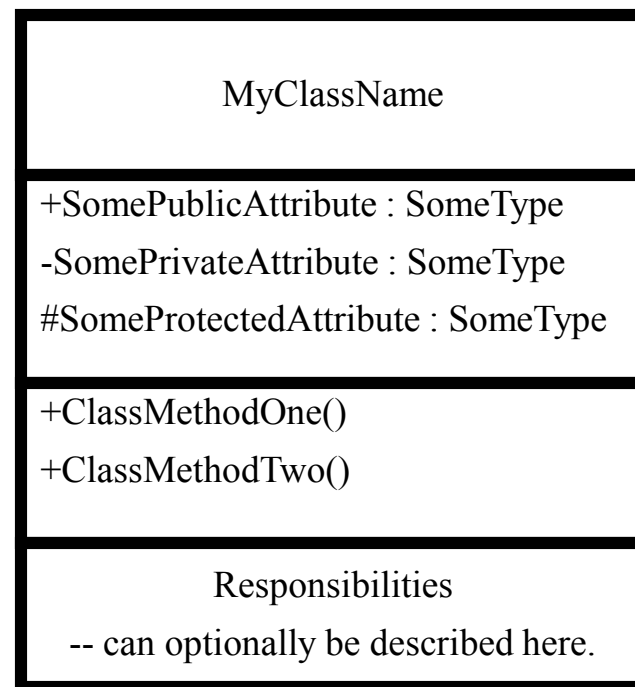 MyClassName
+SomePublicAttribute : SomeType
-SomePrivateAttribute : SomeType
#SomeProtectedAttribute : SomeType
+ClassMethodOne()
+ClassMethodTwo()
Responsibilities
-- can optionally be described here.